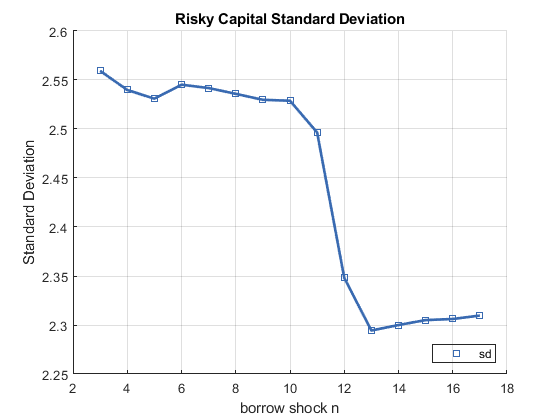 Risky Capital Standard Deviation
2.6
2.55
2.5
2.45
2.4
2.35
2.3
2.25
Standard Deviation
sd
2 4 6 8 10 12 14 16 18
borrow shock n